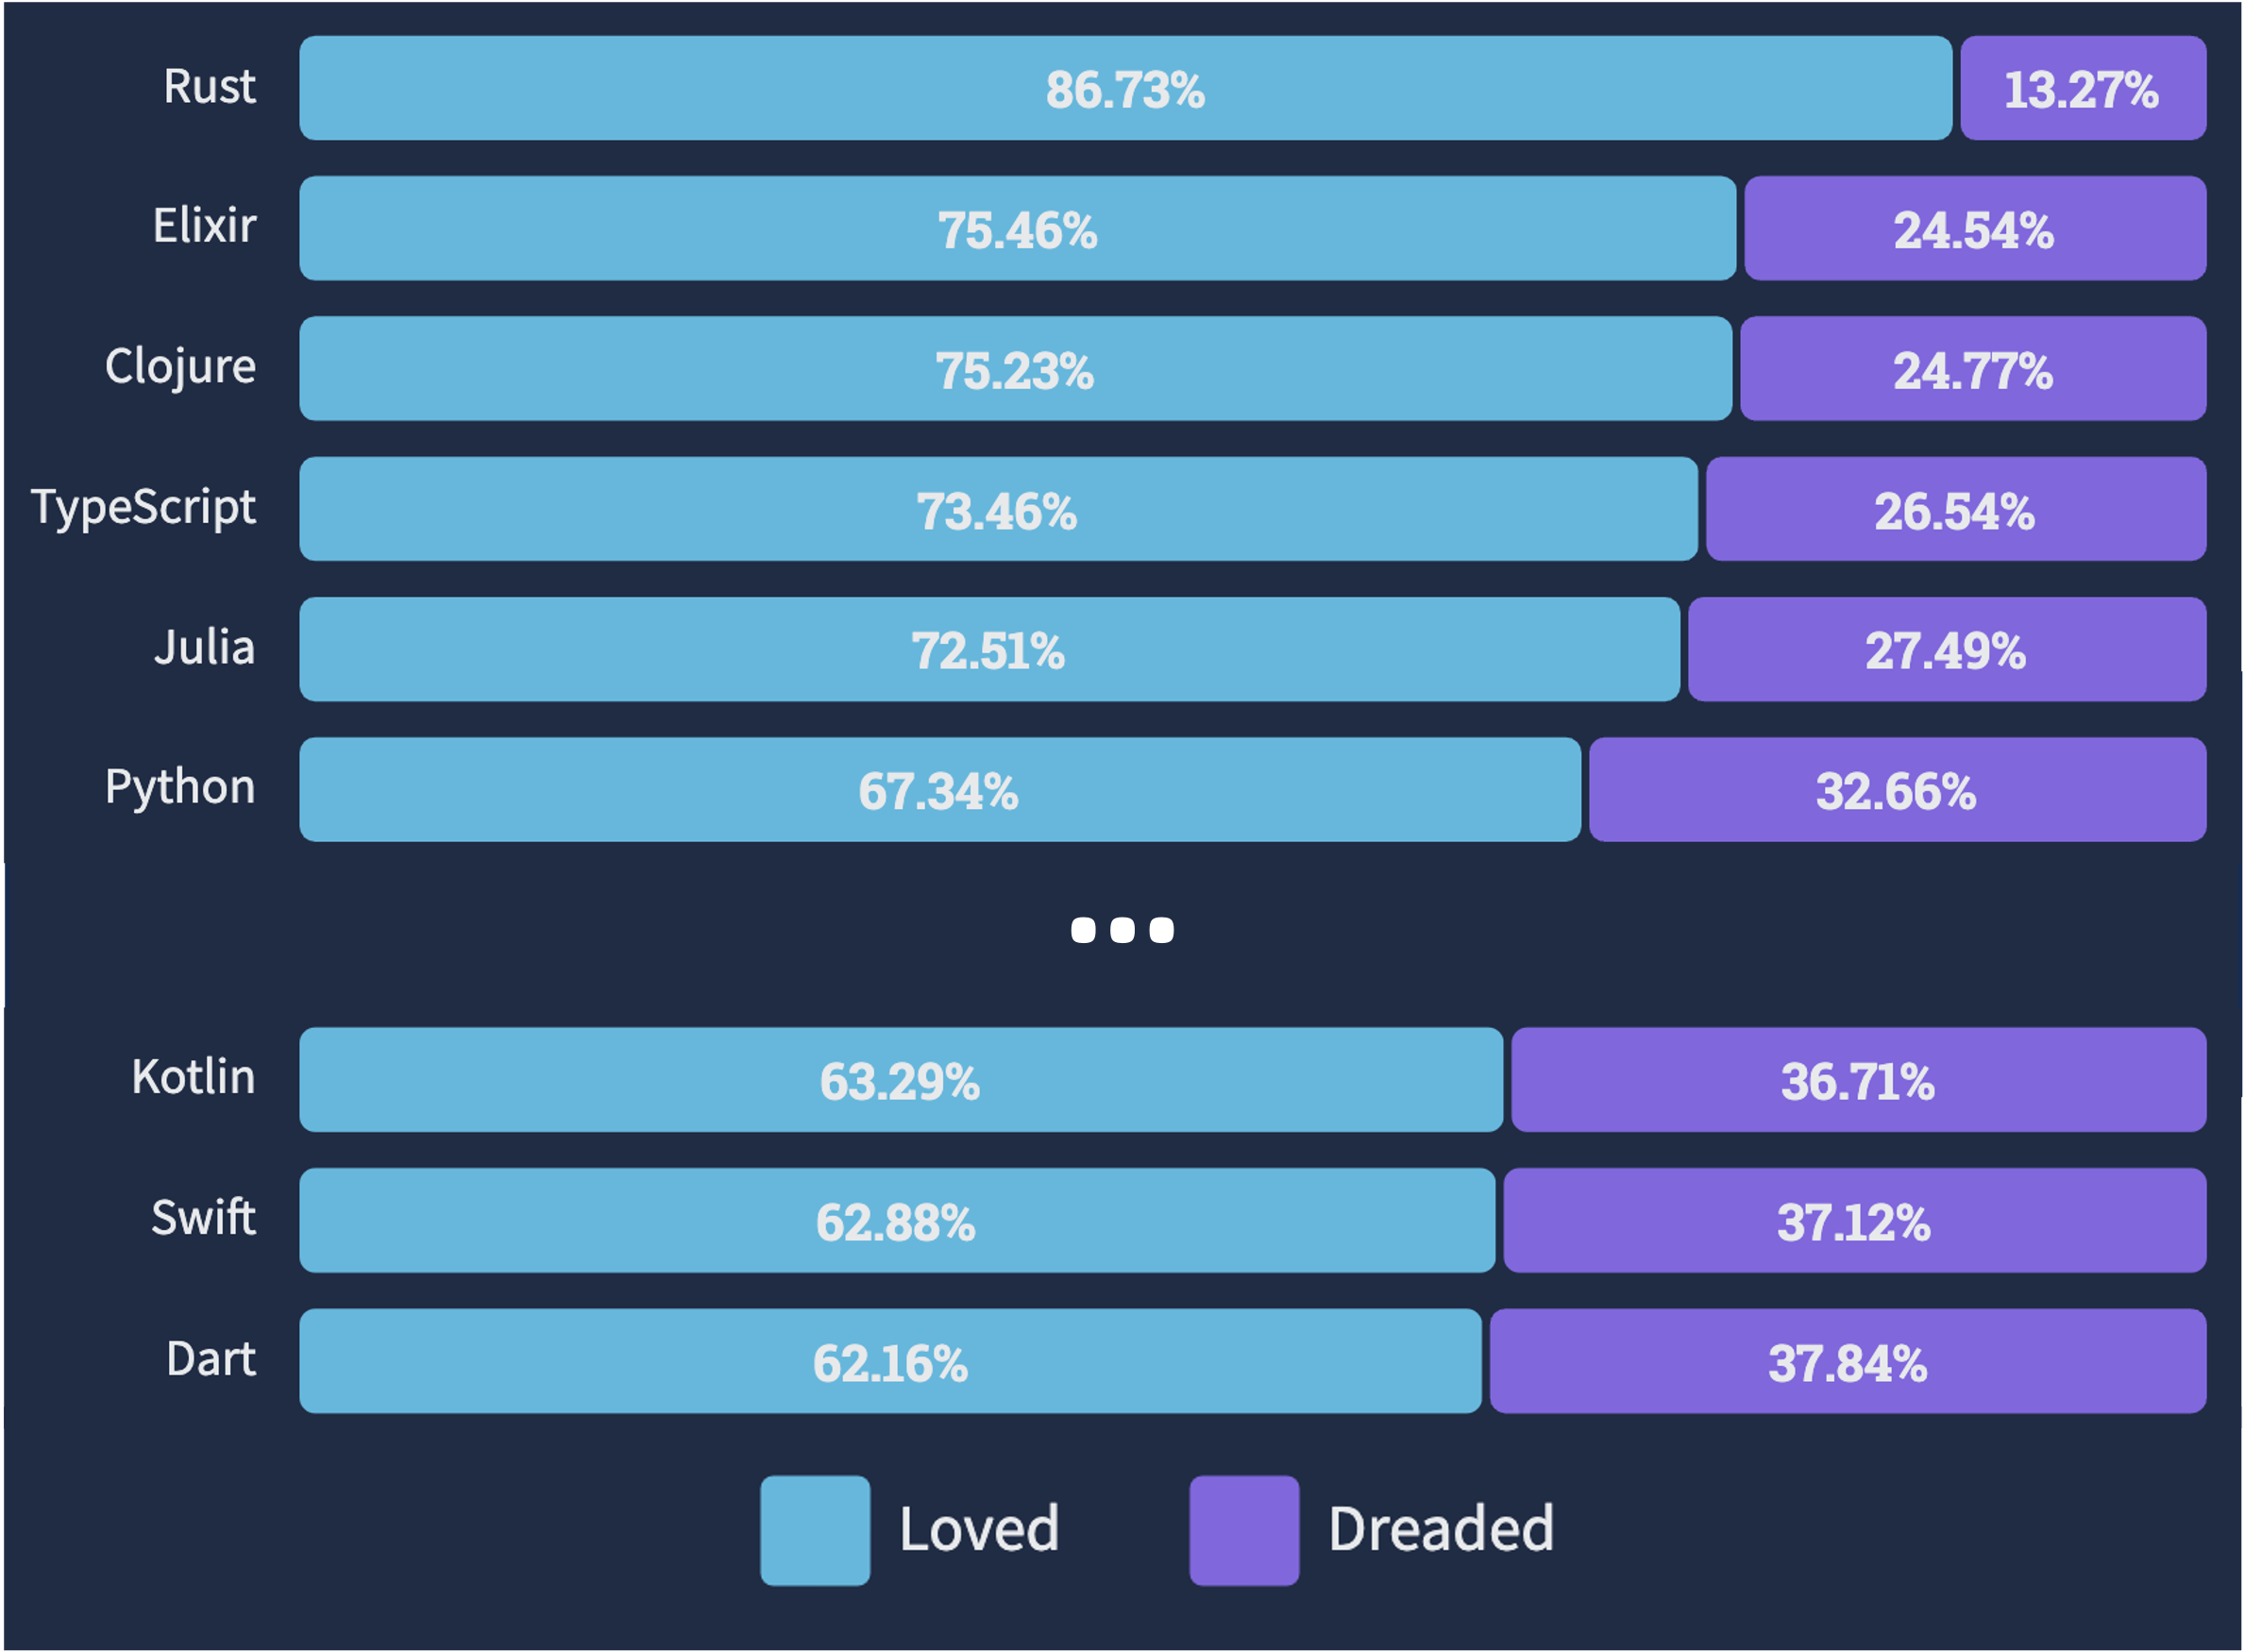 Rust 86.73% 13.27%
Elixir 75.46% 24.54%
Clojure 75.23% 24.77%
TypeScript 73.46% 26.54%
Julia 72.51% 27.49%
Python 67.34% 32.66%
...
Kotlin 63.29% 36.71%
Swift 62.88% 37.12%
Dart 62.16% 37.84%
Loved Dreaded